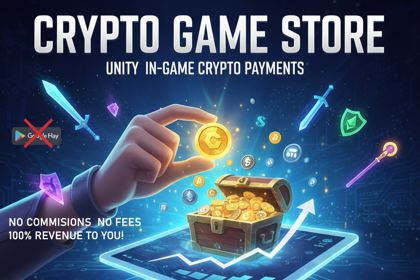 CRYPTO GAME STORE
UNITY IN-GAME CRYPTO PAYMENTS
NO COMMISIONS NO FEES
100% REVENUE TO YOU!